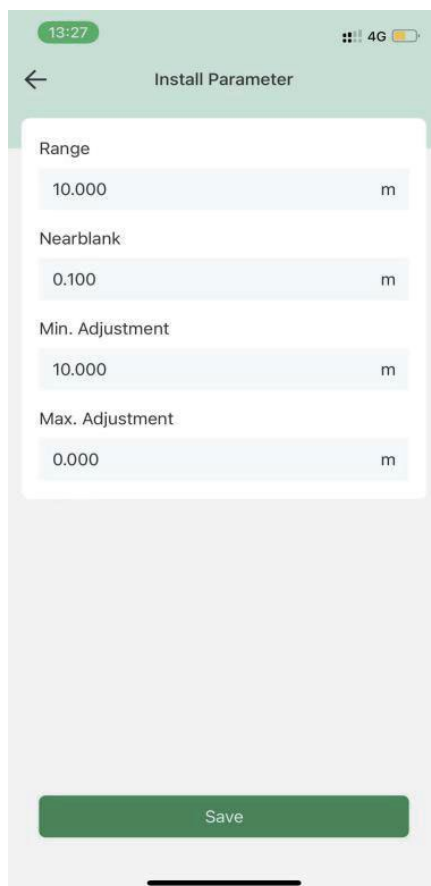 13:27
4G
Install Parameter
Range
10.000 m
Nearblank
0.100 m
Min. Adjustment
10.000 m
Max. Adjustment
0.000 m
Save